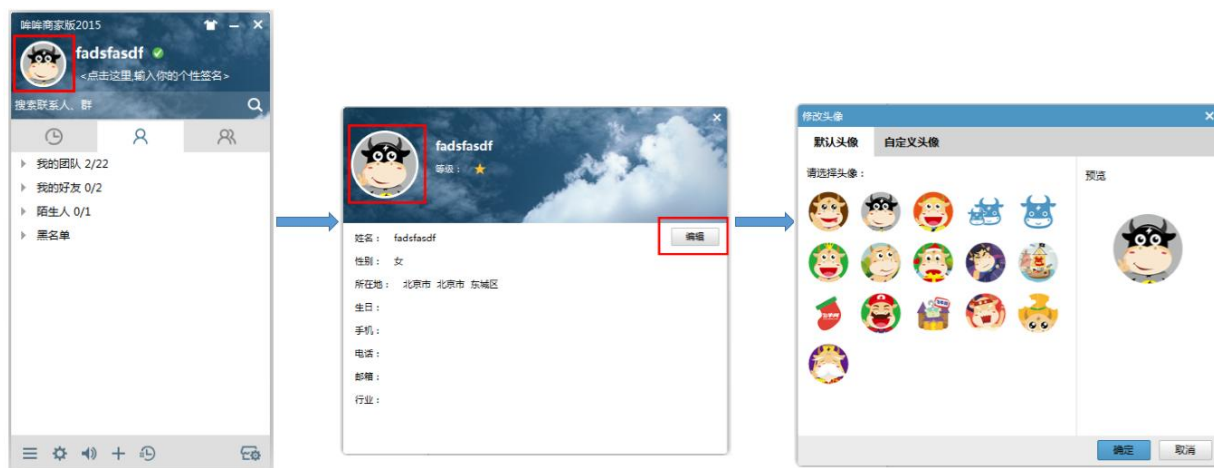 哞哞商家版2015
fadsfasdf
<点击这里,输入你的个性签名>
搜索联系人、群
我的团队 2/22
我的好友 0/2
陌生人 0/1
黑名单
fadsfasdf
等级：
编辑
姓名： fadsfasdf
性别： 女
所在地： 北京市 北京市 东城区
生日：
手机：
电话：
邮箱：
行业：
修改头像
默认头像 自定义头像
请选择头像：
预览
确定 取消